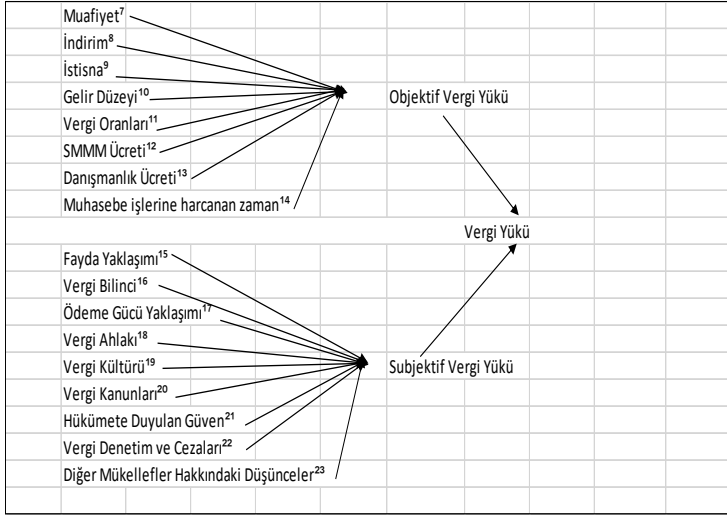 Muafiyet⁷
İndirim⁸
İstisna⁹
Gelir Düzeyi¹⁰
Objektif Vergi Yükü
Vergi Oranları¹¹
SMMM Ücreti¹²
Danışmanlık Ücreti¹³
Muhasebe işlerine harcanan zaman¹⁴
Vergi Yükü
Fayda Yaklaşımı¹⁵
Vergi Bilinci¹⁶
Ödeme Gücü Yaklaşımı¹⁷
Vergi Ahlakı¹⁸
Vergi Kültürü¹⁹
Subjektif Vergi Yükü
Vergi Kanunları²⁰
Hükümete Duyulan Güven²¹
Vergi Denetim ve Cezaları²²
Diğer Mükellefler Hakkındaki Düşünceler²³